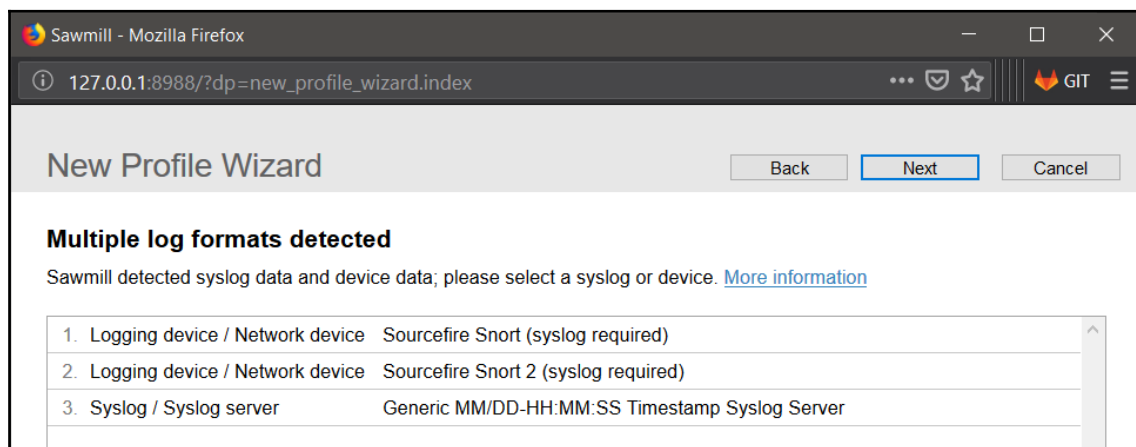 Sawmill - Mozilla Firefox
127.0.0.1:8988/?dp=new_profile_wizard.index
GIT
New Profile Wizard
Back Next Cancel
Multiple log formats detected
Sawmill detected syslog data and device data; please select a syslog or device. More information
1. Logging device / Network device Sourcefire Snort (syslog required)
2. Logging device / Network device Sourcefire Snort 2 (syslog required)
3. Syslog / Syslog server Generic MM/DD-HH:MM:SS Timestamp Syslog Server